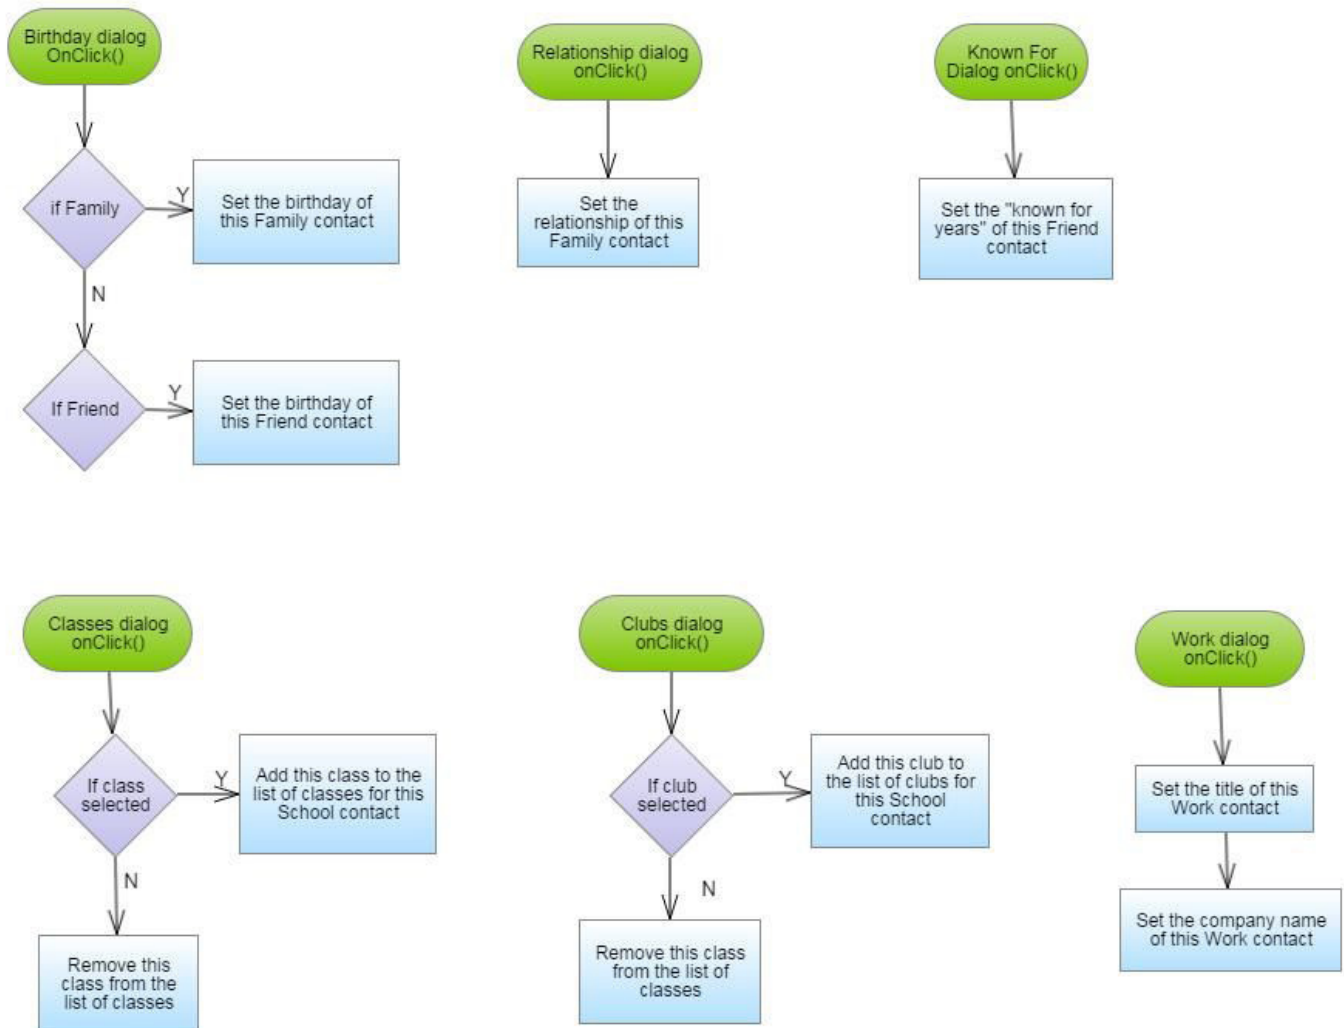 Birthday dialog
OnClick()
if Family
Y
Set the birthday of
this Family contact
N
If Friend
Y
Set the birthday of
this Friend contact
Relationship dialog
onClick()
Set the
relationship of this
Family contact
Known For
Dialog onClick()
Set the "known for
years" of this Friend
contact
Classes dialog
onClick()
If class
selected
Y
Add this class to the
list of classes for this
School contact
N
Remove this
class from the
list of classes
Clubs dialog
onClick()
If club
selected
Y
Add this club to
the list of clubs for
this School
contact
N
Remove this class
from the list of
classes
Work dialog
onClick()
Set the title of this
Work contact
Set the company name
of this Work contact